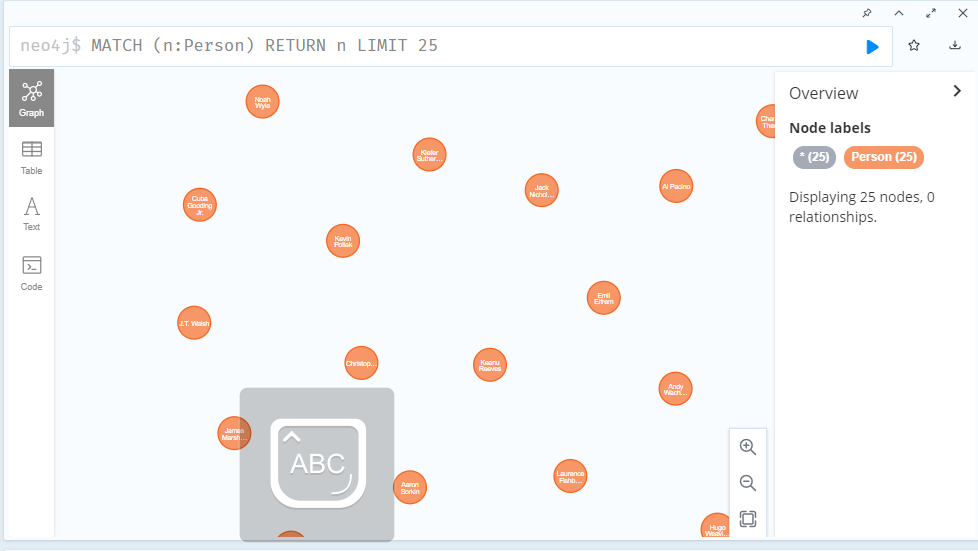 neo4j$ MATCH (n:Person) RETURN n LIMIT 25
Graph
Table
Text
Code
Noah
Wyle
Kiefer
Suther...
Cuba
Gooding
Jr.
Jack
Nichol...
Al Pacino
Kevin
Pollak
Emil
Eifrem
J.T. Walsh
Christop...
Keanu
Reeves
Andy
Wach...
James
Marsh...
ABC
Aaron
Sorkin
Laurence
Fishb...
Hugo
Weavi...
Char
The
Overview
Node labels
* (25)
Person (25)
Displaying 25 nodes, 0
relationships.